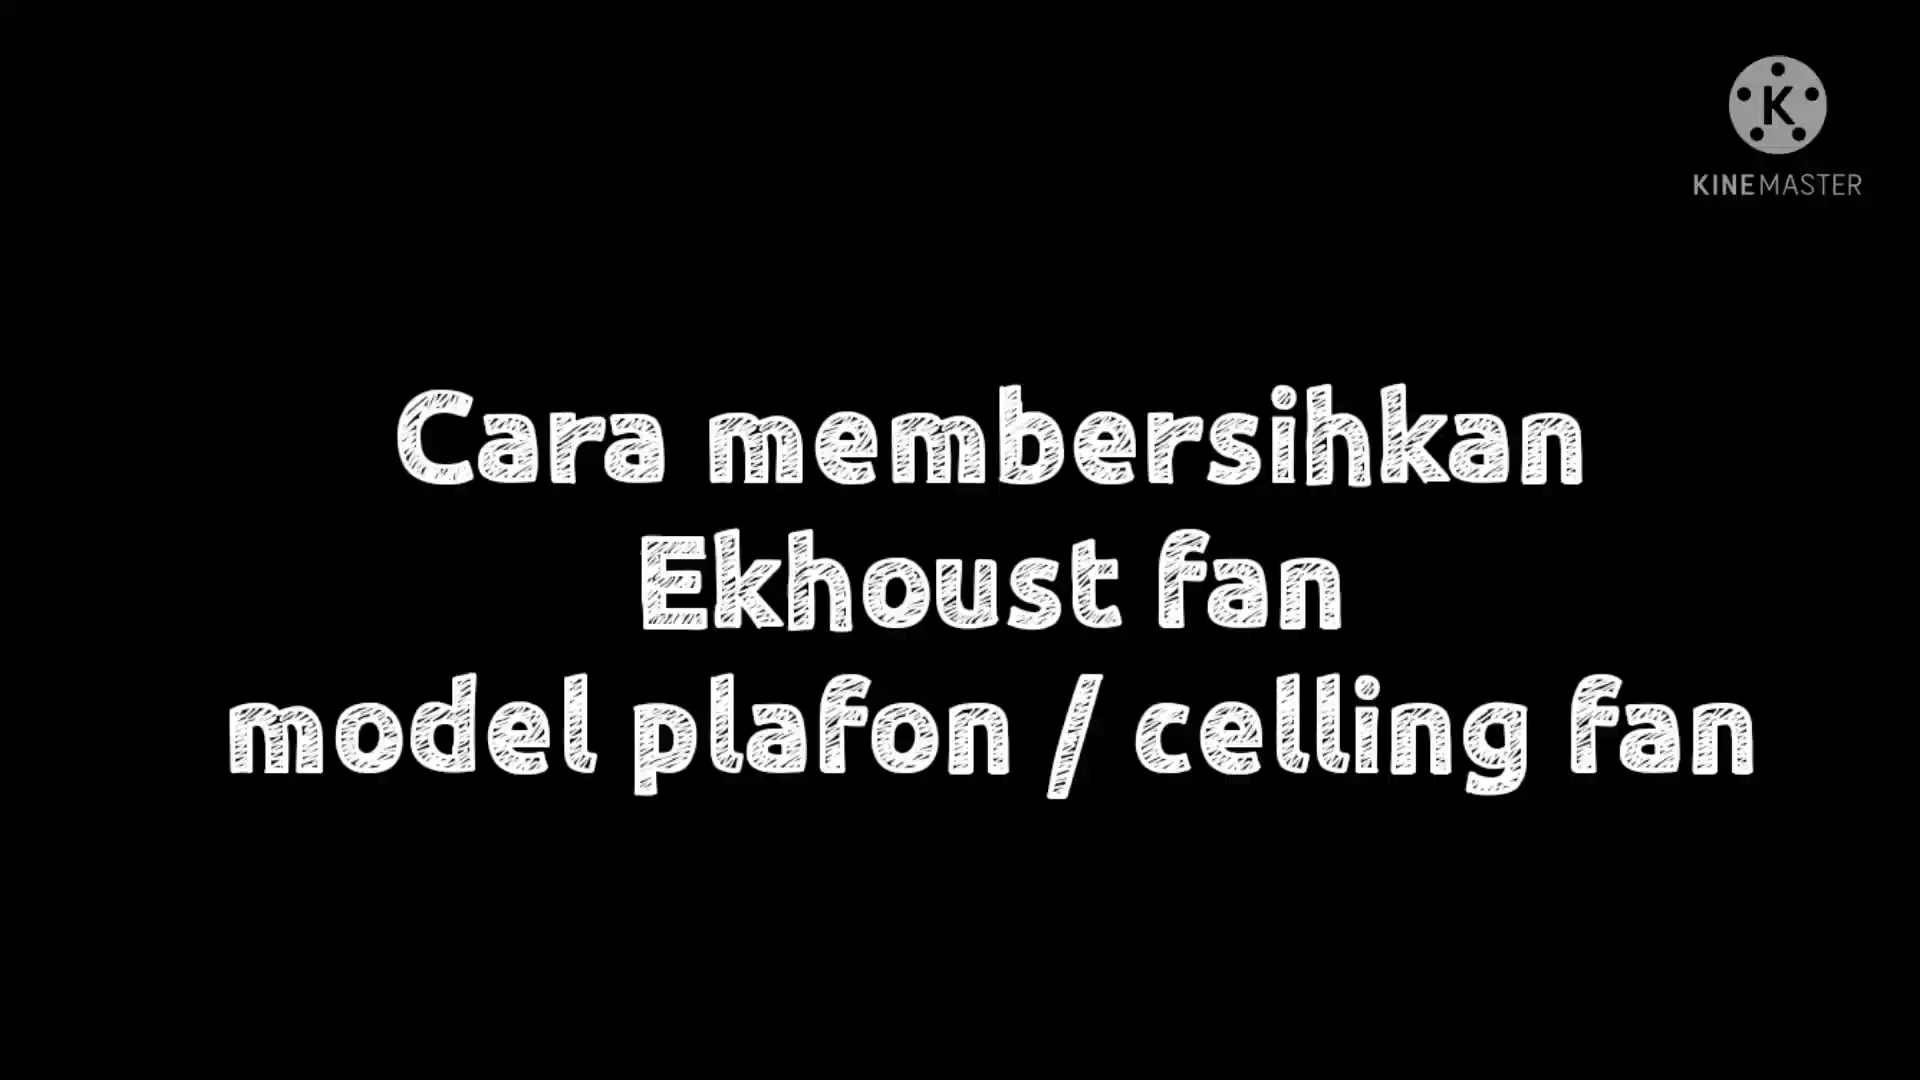 K
KINEMASTER
Cara membersihkan
Ekhoust fan
model plafon / celling fan